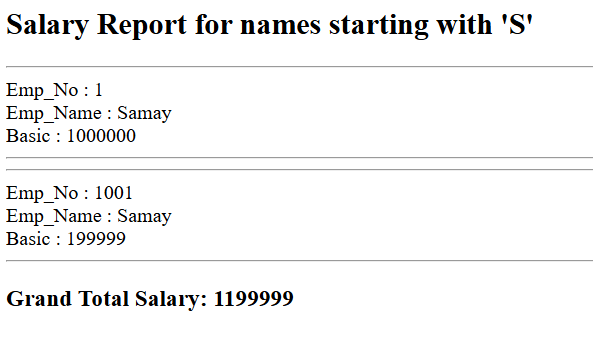 Salary Report for names starting with 'S'
Emp_No : 1
Emp_Name : Samay
Basic : 1000000
Emp_No : 1001
Emp_Name : Samay
Basic : 199999
Grand Total Salary: 1199999